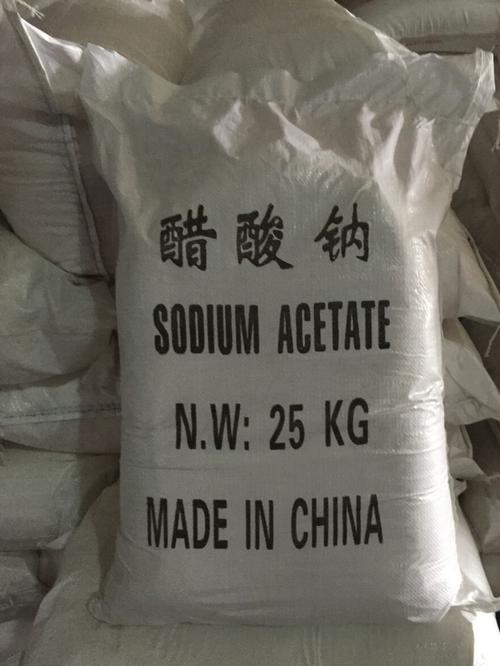 醋酸钠
SODIUM ACETATE
N.W: 25 KG
MADE IN CHINA